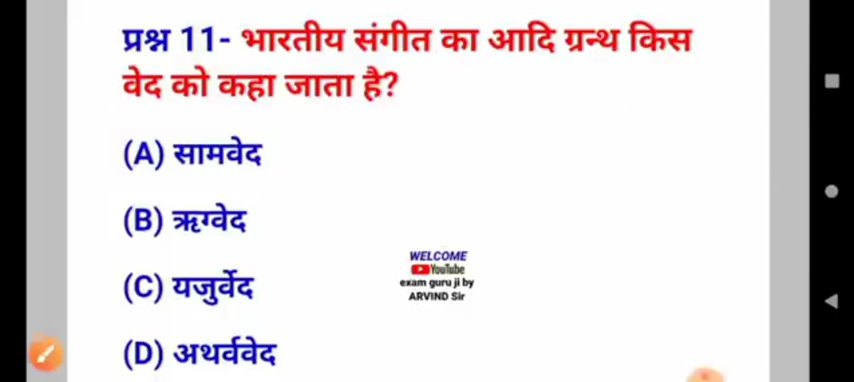 प्रश्न 11- भारतीय संगीत का आदि ग्रन्थ किस
वेद को कहा जाता है?
(A) सामवेद
(B) ऋग्वेद
(C) यजुर्वेद
(D) अथर्ववेद
WELCOME
YouTube
exam guru ji by
ARVIND Sir